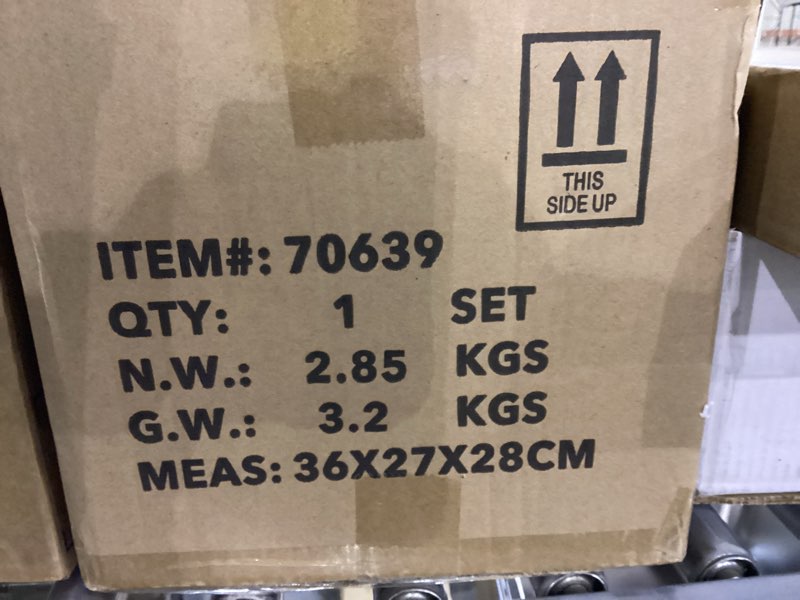 THIS
SIDE UP
ITEM#: 70639
QTY: 1 SET
N.W.: 2.85 KGS
G.W.: 3.2 KGS
MEAS: 36X27X28CM